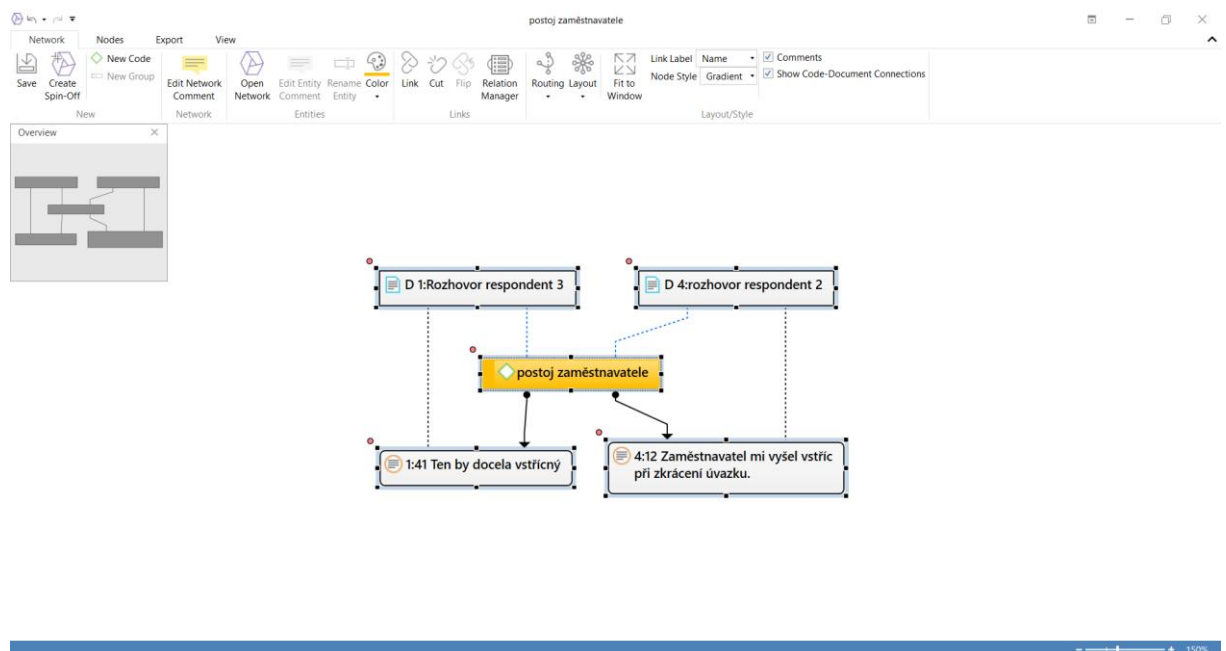 postoj zaměstnavatele
Network Nodes Export View
Save
Create Spin-Off
New Code
New Group
Edit Network Comment
Open Network
Edit Entity Comment
Rename Entity
Color
Link
Cut
Flip
Relation Manager
Routing
Layout
Fit to Window
Link Label Name
Node Style Gradient
Comments
Show Code-Document Connections
New
Network
Entities
Links
Layout/Style
Overview
D 1:Rozhovor respondent 3
D 4:rozhovor respondent 2
postoj zaměstnavatele
1:41 Ten by docela vstřícný
4:12 Zaměstnavatel mi vyšel vstříc
při zkrácení úvazku.
150%